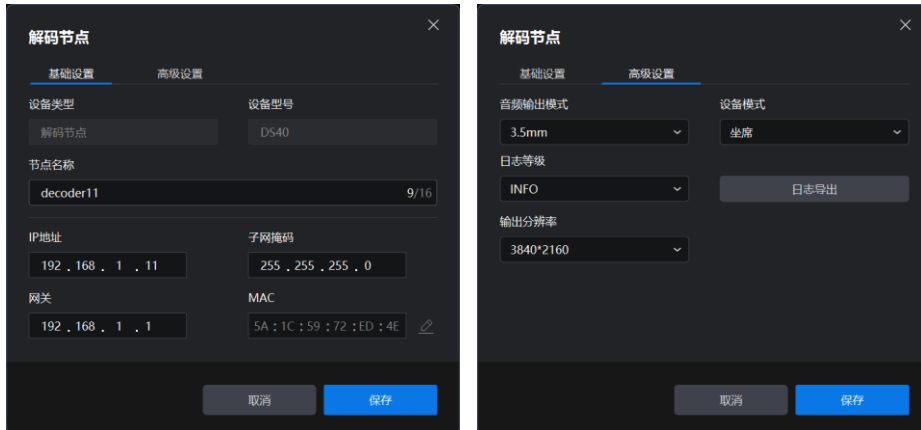 解码节点
基础设置 高级设置
设备类型 设备型号
解码节点 DS40
节点名称
decoder11 9/16
IP地址 子网掩码
192 . 168 . 1 . 11 255 . 255 . 255 . 0
网关 MAC
192 . 168 . 1 . 1 5A : 1C : 59 : 72 : ED : 4E
取消 保存
解码节点
基础设置 高级设置
音频输出模式 设备模式
3.5mm 坐席
日志等级
INFO 日志导出
输出分辨率
3840*2160
取消 保存